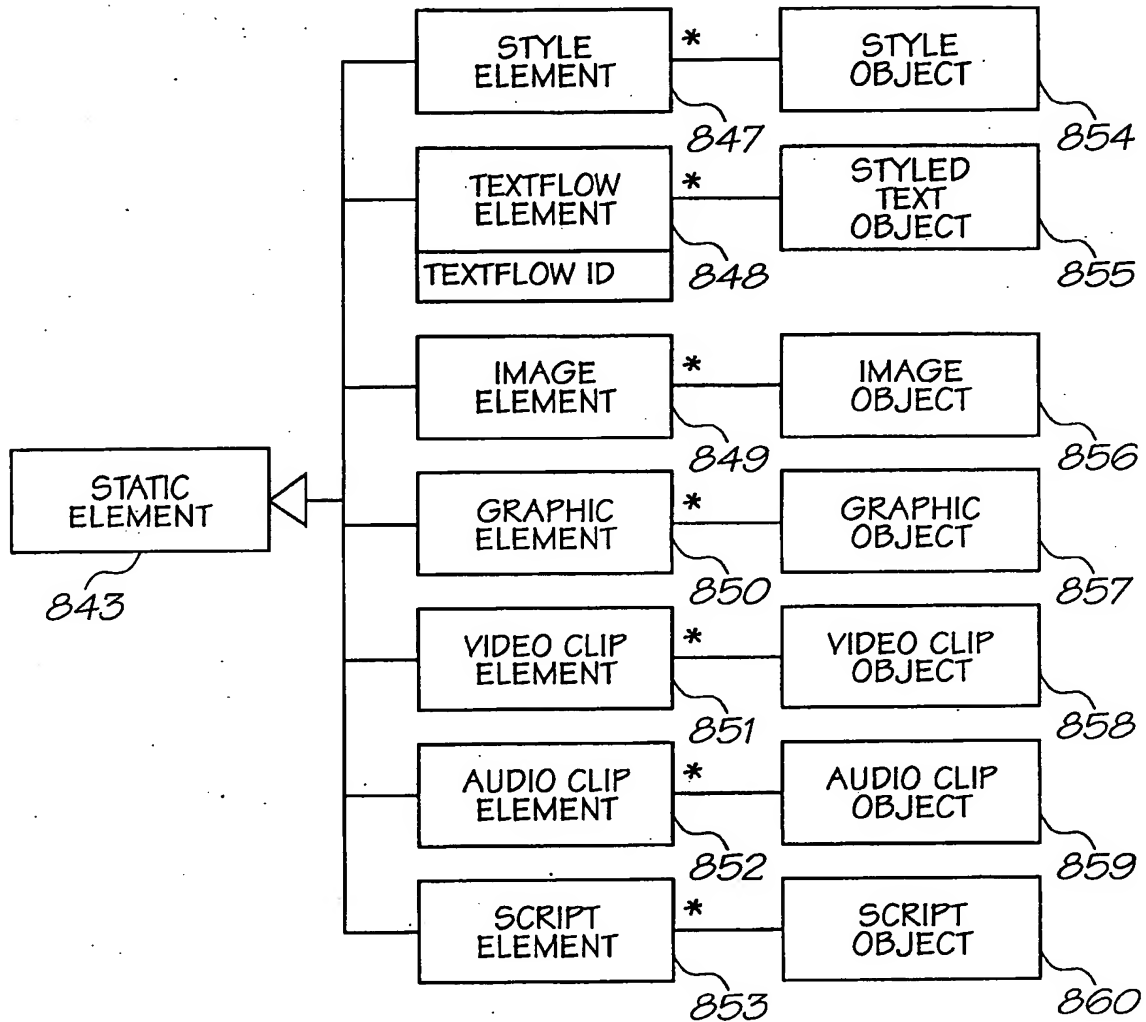 STYLE
ELEMENT
*
STYLE
OBJECT
847
854
TEXTFLOW
ELEMENT
*
STYLED
TEXT
OBJECT
848
855
TEXTFLOW ID
IMAGE
ELEMENT
*
IMAGE
OBJECT
849
856
STATIC
ELEMENT
843
GRAPHIC
ELEMENT
*
GRAPHIC
OBJECT
850
857
VIDEO CLIP
ELEMENT
*
VIDEO CLIP
OBJECT
851
858
AUDIO CLIP
ELEMENT
*
AUDIO CLIP
OBJECT
852
859
SCRIPT
ELEMENT
*
SCRIPT
OBJECT
853
860